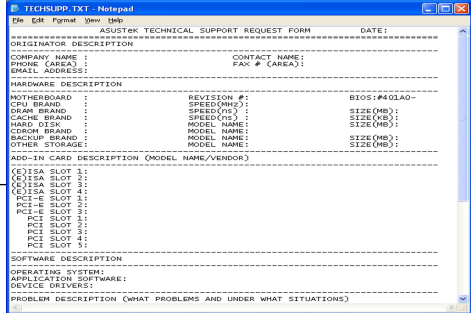 TECHSUPP.TXT - Notepad
File Edit Format View Help
ASUSTeK TECHNICAL SUPPORT REQUEST FORM DATE:
ORIGINATOR DESCRIPTION
COMPANY NAME : CONTACT NAME:
PHONE (AREA) : FAX # (AREA):
EMAIL ADDRESS:
HARDWARE DESCRIPTION
MOTHERBOARD : REVISION #: BIOS:#401A0-
CPU BRAND : SPEED(MHz):
DRAM BRAND : SPEED(ns) : SIZE(MB):
CACHE BRAND : SPEED(ns) : SIZE(KB):
HARD DISK : MODEL NAME: SIZE(MB):
CDROM BRAND : MODEL NAME:
BACKUP BRAND : MODEL NAME: SIZE(MB):
OTHER STORAGE: MODEL NAME: SIZE(MB):
ADD-IN CARD DESCRIPTION (MODEL NAME/VENDOR)
(E)ISA SLOT 1:
(E)ISA SLOT 2:
(E)ISA SLOT 3:
(E)ISA SLOT 4:
PCI-E SLOT 1:
PCI-E SLOT 2:
PCI-E SLOT 3:
PCI SLOT 1:
PCI SLOT 2:
PCI SLOT 3:
PCI SLOT 4:
PCI SLOT 5:
SOFTWARE DESCRIPTION
OPERATING SYSTEM:
APPLICATION SOFTWARE:
DEVICE DRIVERS:
PROBLEM DESCRIPTION (WHAT PROBLEMS AND UNDER WHAT SITUATIONS)